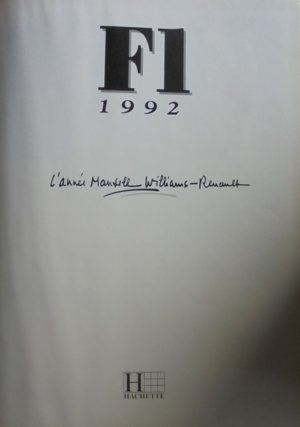 F1
1992
L'année Mansell Williams-Renault
H
HACHETTE